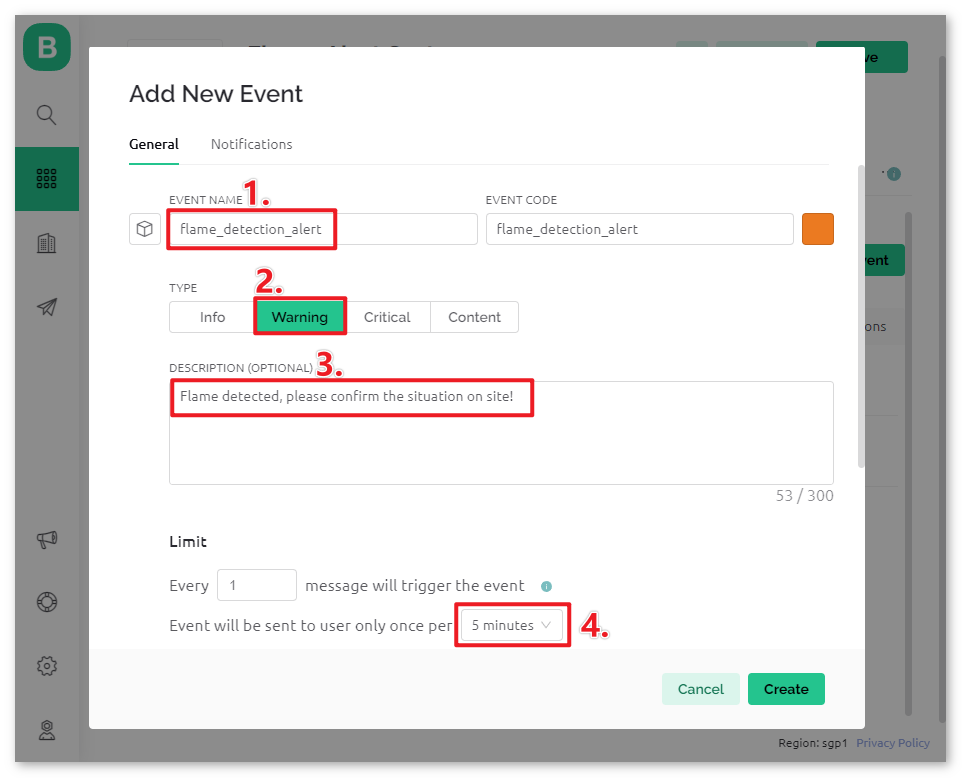 B
Add New Event
General Notifications
EVENT NAME 1. EVENT CODE
flame_detection_alert flame_detection_alert
2.
TYPE
Info Warning Critical Content
DESCRIPTION (OPTIONAL) 3.
Flame detected, please confirm the situation on site!
53 / 300
Limit
Every 1 message will trigger the event
Event will be sent to user only once per 5 minutes 4.
Cancel Create
Region: sgp1 Privacy Policy